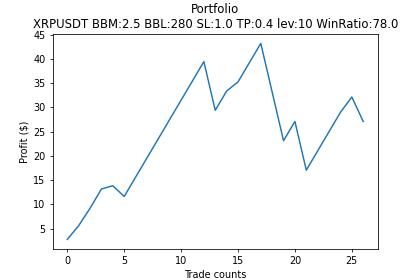 Portfolio
XRPUSDT BBM:2.5 BBL:280 SL:1.0 TP:0.4 lev:10 WinRatio:78.0
45
40
35
30
25
20
15
10
5
Profit ($)
0 5 10 15 20 25
Trade counts